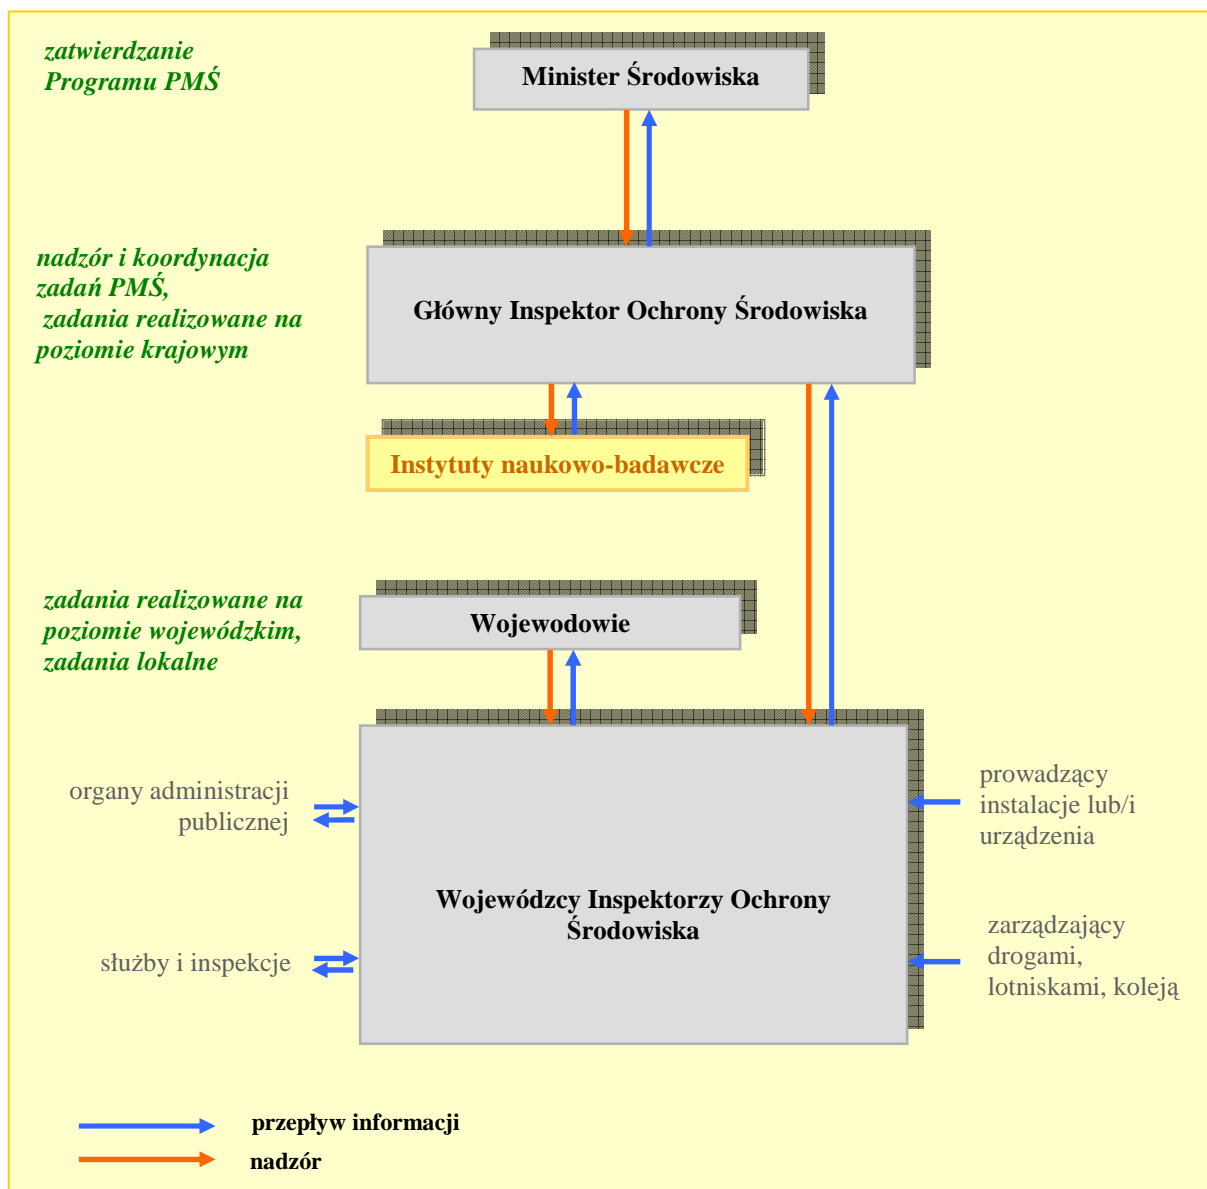 zatwierdzanie
Programu PMŚ
Minister Środowiska
nadzór i koordynacja
zadań PMŚ,
zadania realizowane na
poziomie krajowym
Główny Inspektor Ochrony Środowiska
Instytuty naukowo-badawcze
zadania realizowane na
poziomie wojewódzkim,
zadania lokalne
Wojewodowie
organy administracji
publicznej
służby i inspekcje
Wojewódzcy Inspektorzy Ochrony
Środowiska
prowadzący
instalacje lub/i
urządzenia
zarządzający
drogami,
lotniskami, koleją
przepływ informacji
nadzór